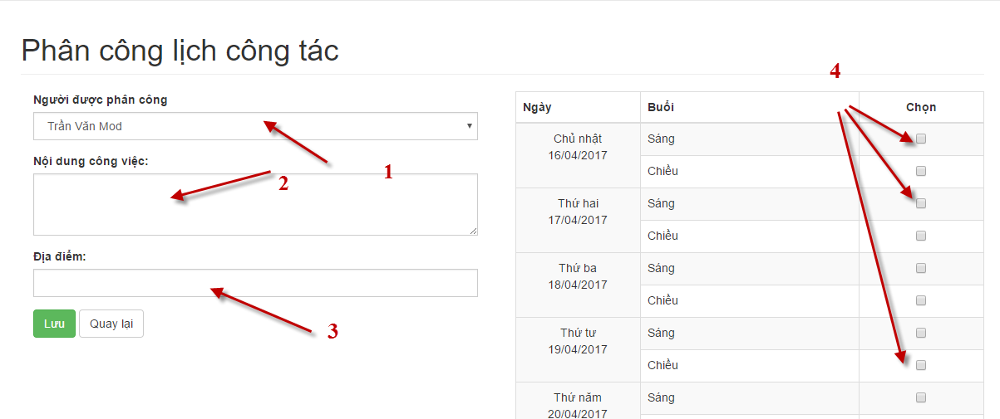 Phân công lịch công tác
4
Người được phân công
Trần Văn Mod
1
Nội dung công việc:
2
Địa điểm:
3
Lưu Quay lại
Ngày Buổi Chọn
Chủ nhật
16/04/2017
Sáng
Chiều
Thứ hai
17/04/2017
Sáng
Chiều
Thứ ba
18/04/2017
Sáng
Chiều
Thứ tư
19/04/2017
Sáng
Chiều
Thứ năm
20/04/2017
Sáng